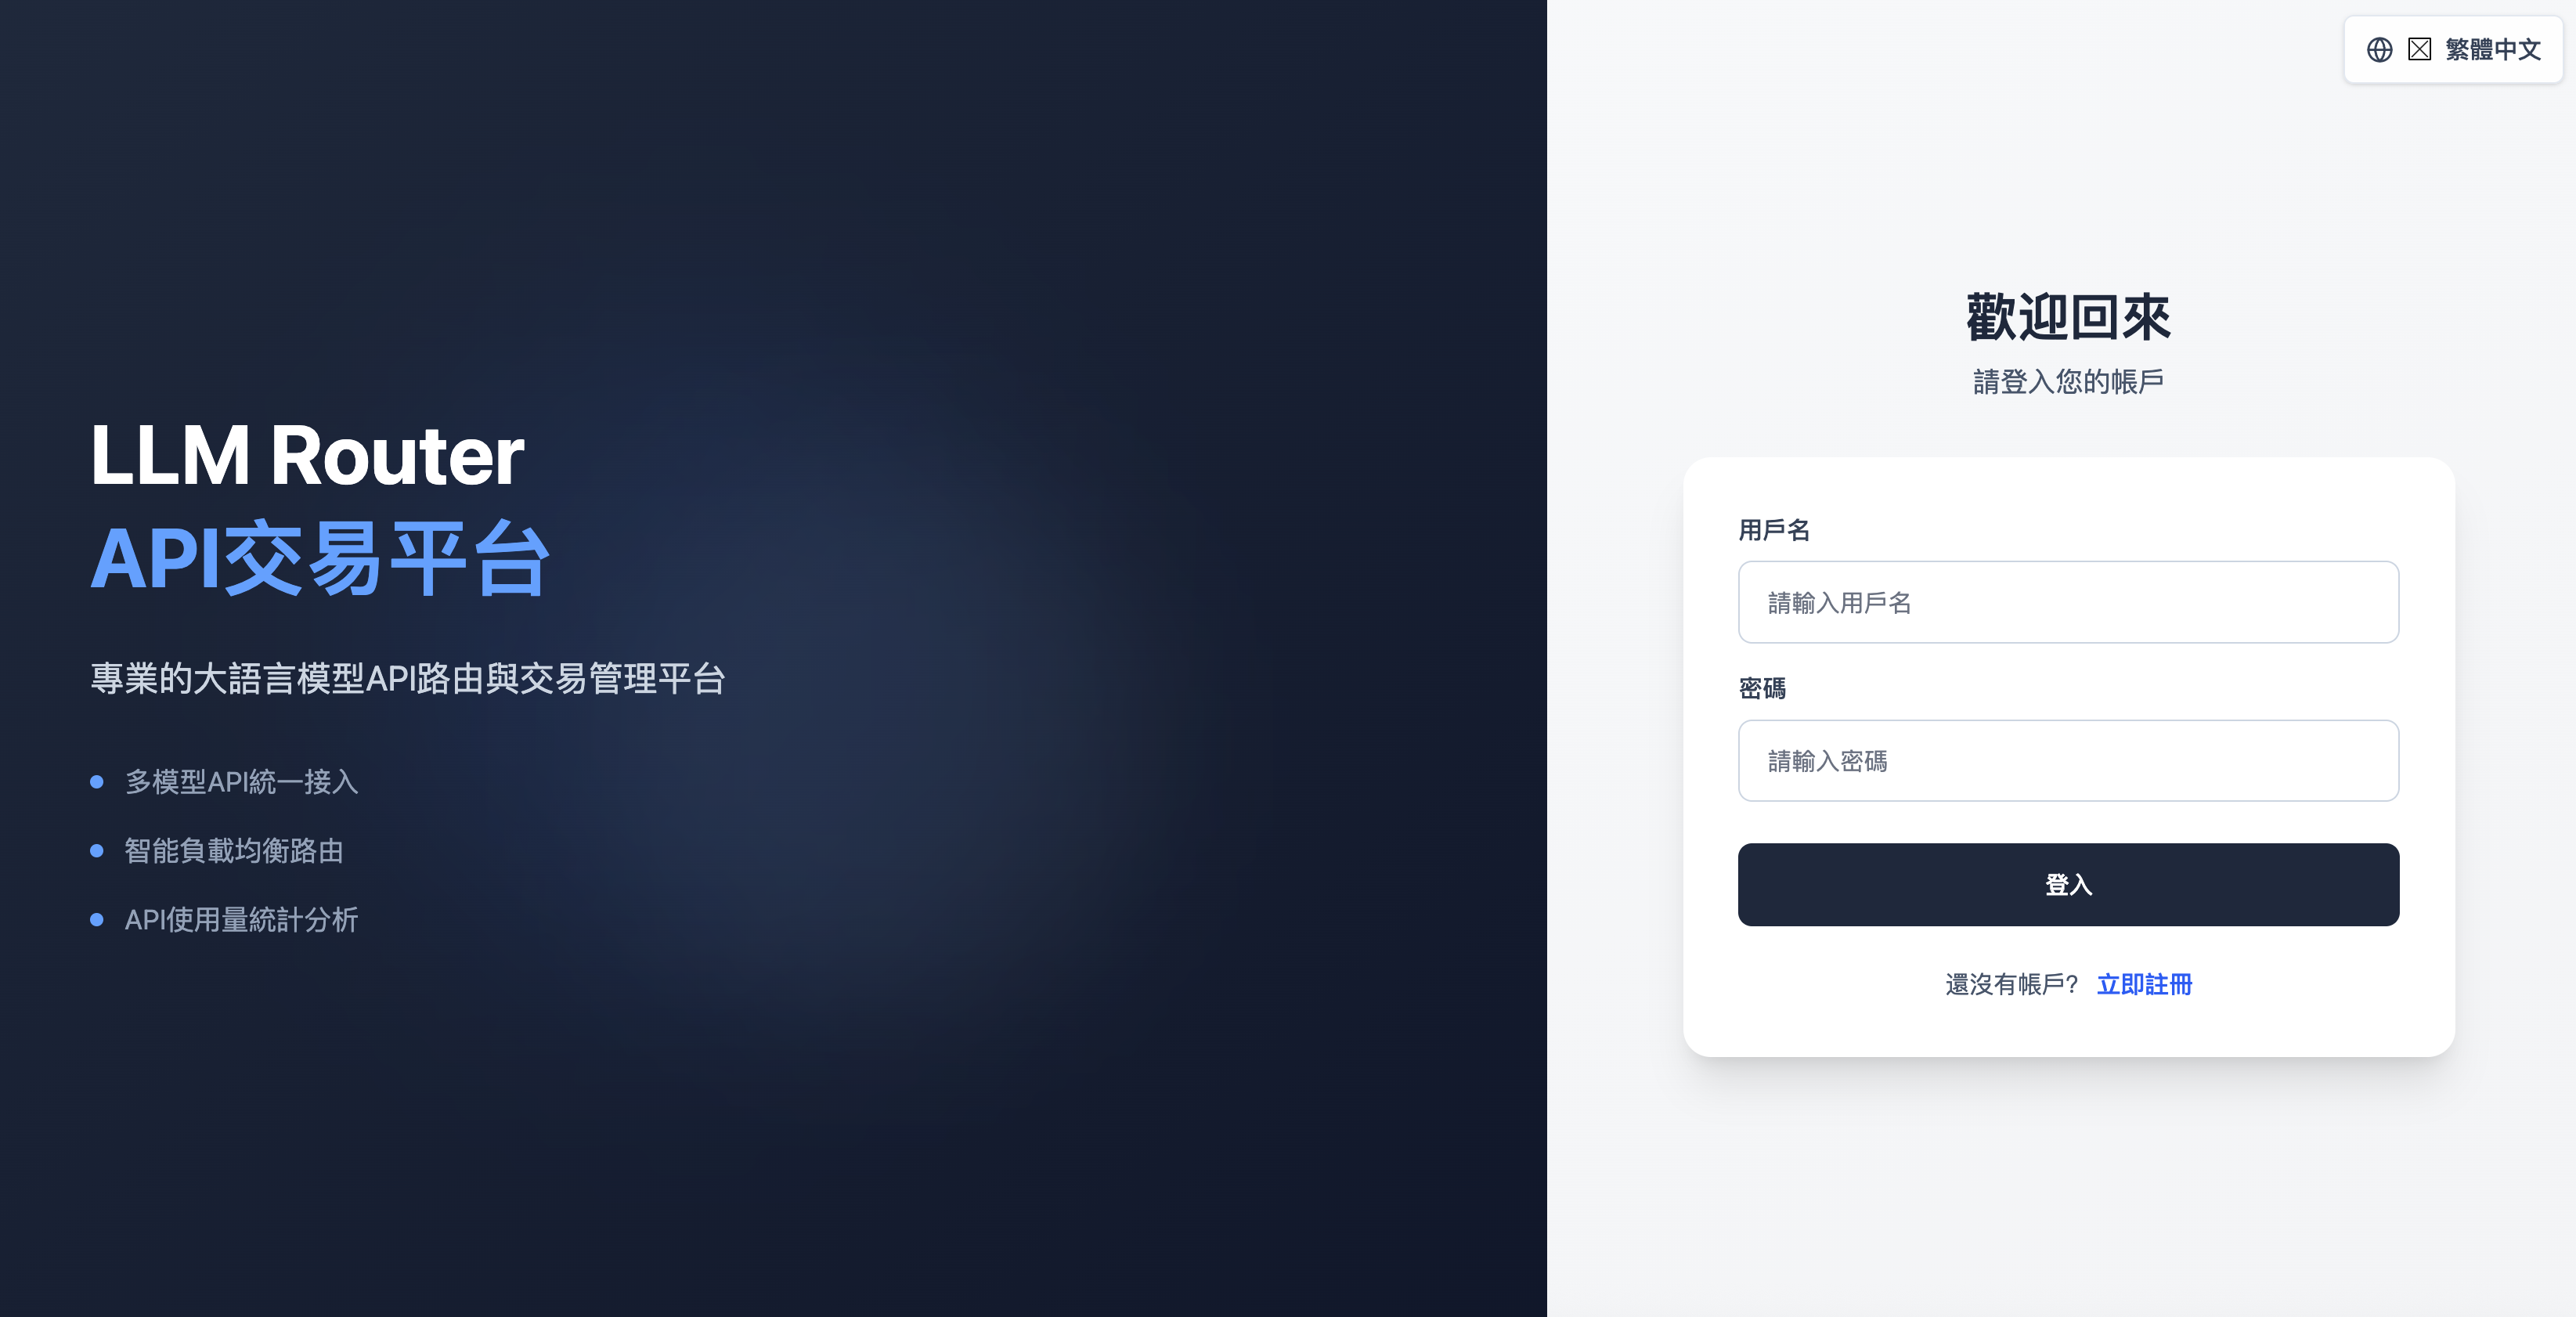 LLM Router
API交易平台
專業的大語言模型API路由與交易管理平台
多模型API統一接入
智能負載均衡路由
API使用量統計分析
繁體中文
歡迎回來
請登入您的帳戶
用戶名
請輸入用戶名
密碼
請輸入密碼
登入
還沒有帳戶? 立即註冊